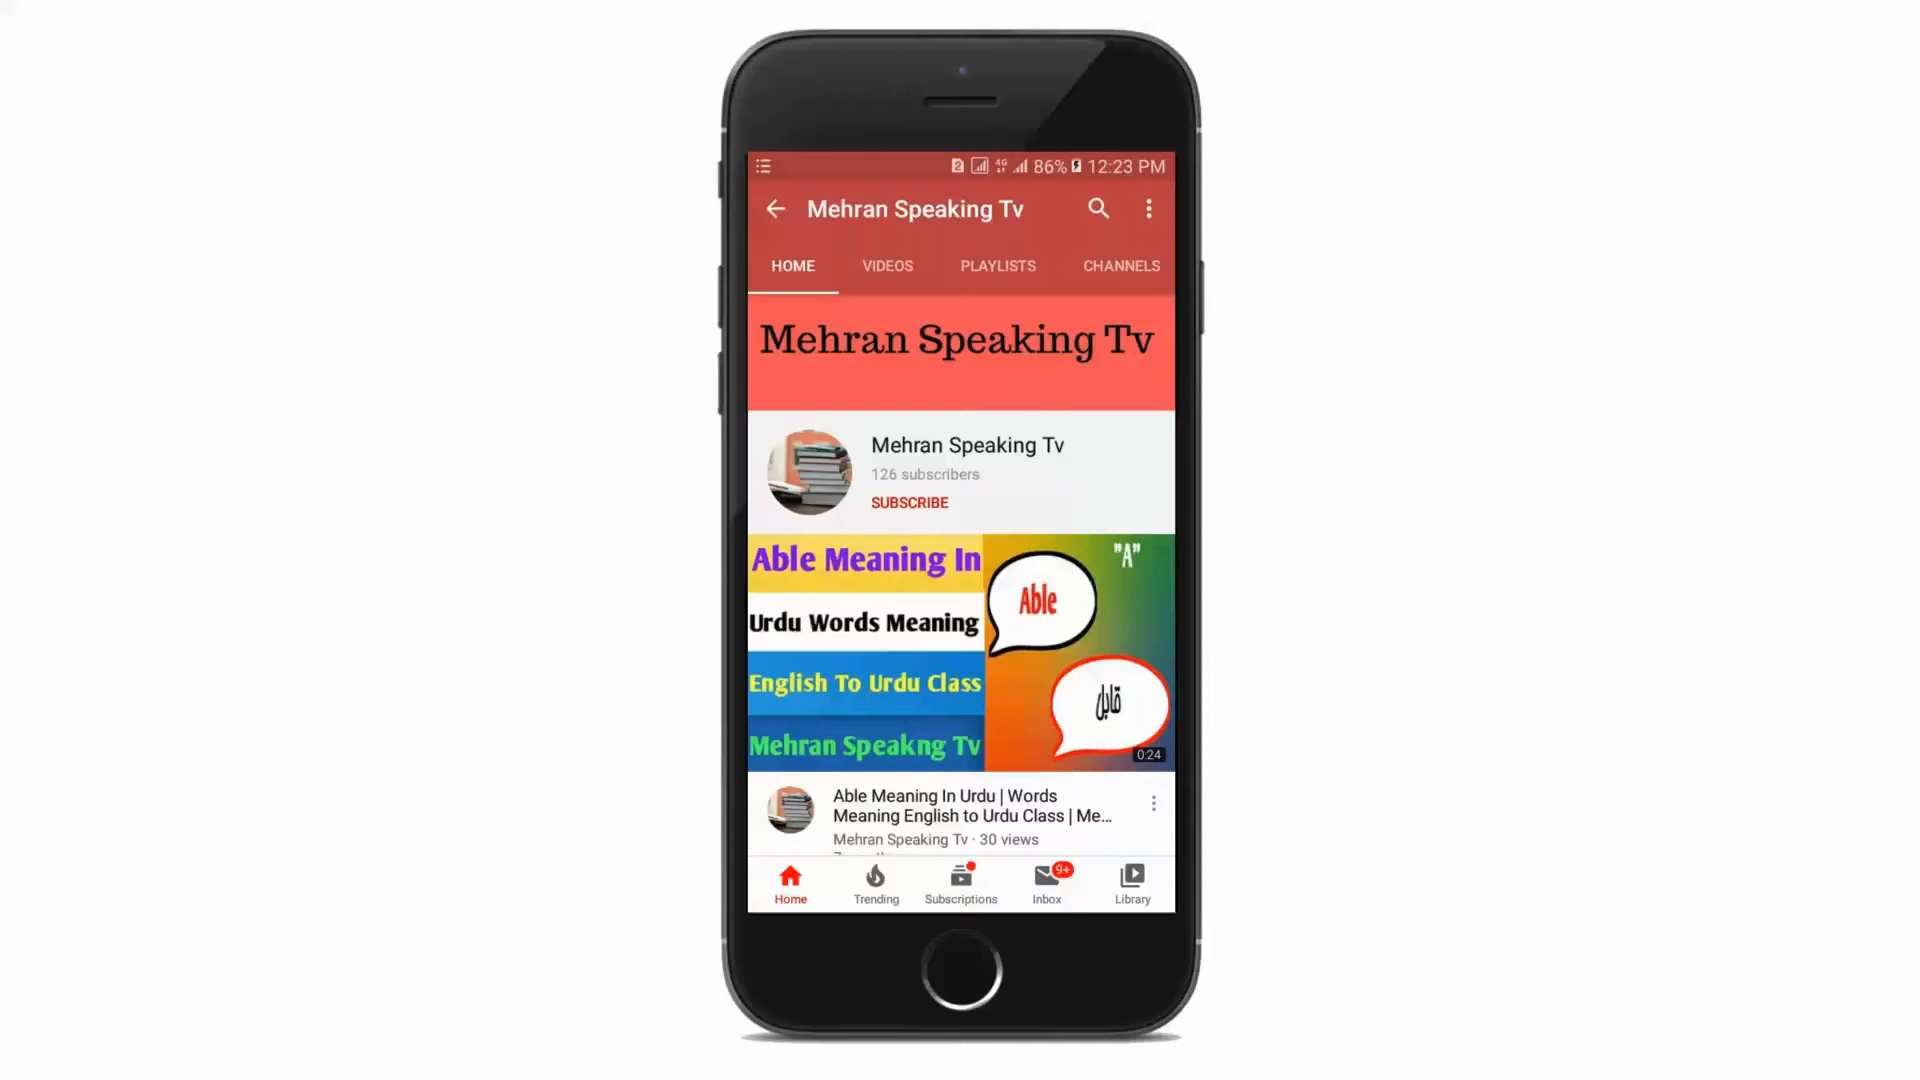 4G 86% 12:23 PM
Mehran Speaking Tv
HOME VIDEOS PLAYLISTS CHANNELS
Mehran Speaking Tv
Mehran Speaking Tv
126 subscribers
SUBSCRIBE
Able Meaning In
Urdu Words Meaning
English To Urdu Class
Mehran Speakng Tv
"A"
Able
قابل
0:24
Able Meaning In Urdu | Words
Meaning English to Urdu Class | Me...
Mehran Speaking Tv · 30 views
9+
Home Trending Subscriptions Inbox Library